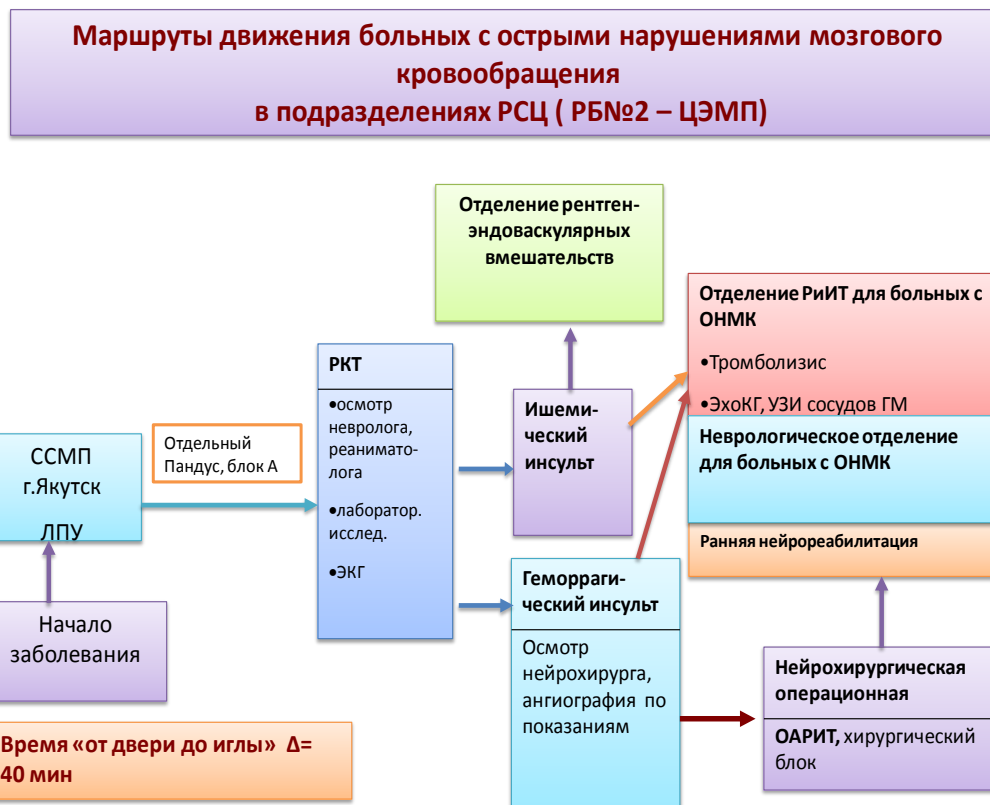 Маршруты движения больных с острыми нарушениями мозгового
кровообращения
в подразделениях РСЦ ( РБ№2 – ЦЭМП)
Отделение рентген-
эндоваскулярных
вмешательств
Отделение РиИТ для больных с
ОНМК
•Тромболизис
•ЭхоКГ, УЗИ сосудов ГМ
Неврологическое отделение
для больных с ОНМК
Ранняя нейрореабилитация
РКТ
•осмотр
невролога,
реанимато-
лога
•лаборатор.
исслед.
•ЭКГ
Ишеми-
ческий
инсульт
Отдельный
Пандус, блок А
ССМП
г.Якутск
ЛПУ
Начало
заболевания
Геморраги-
ческий инсульт
Осмотр
нейрохирурга,
ангиография по
показаниям
Нейрохирургическая
операционная
ОАРИТ, хирургический
блок
Время «от двери до иглы» Δ=
40 мин